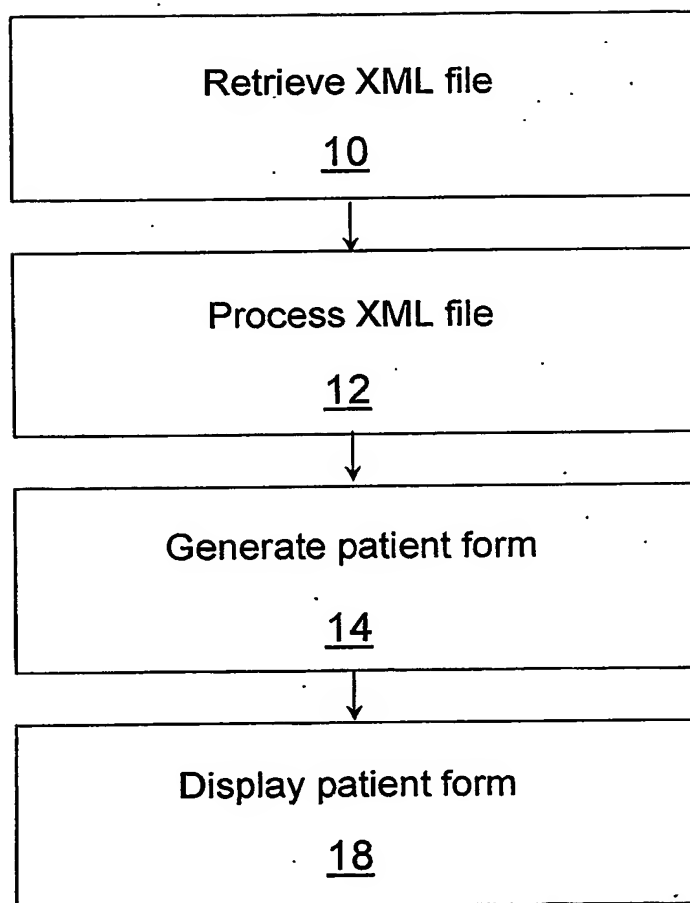 Retrieve XML file
10
Process XML file
12
Generate patient form
14
Display patient form
18